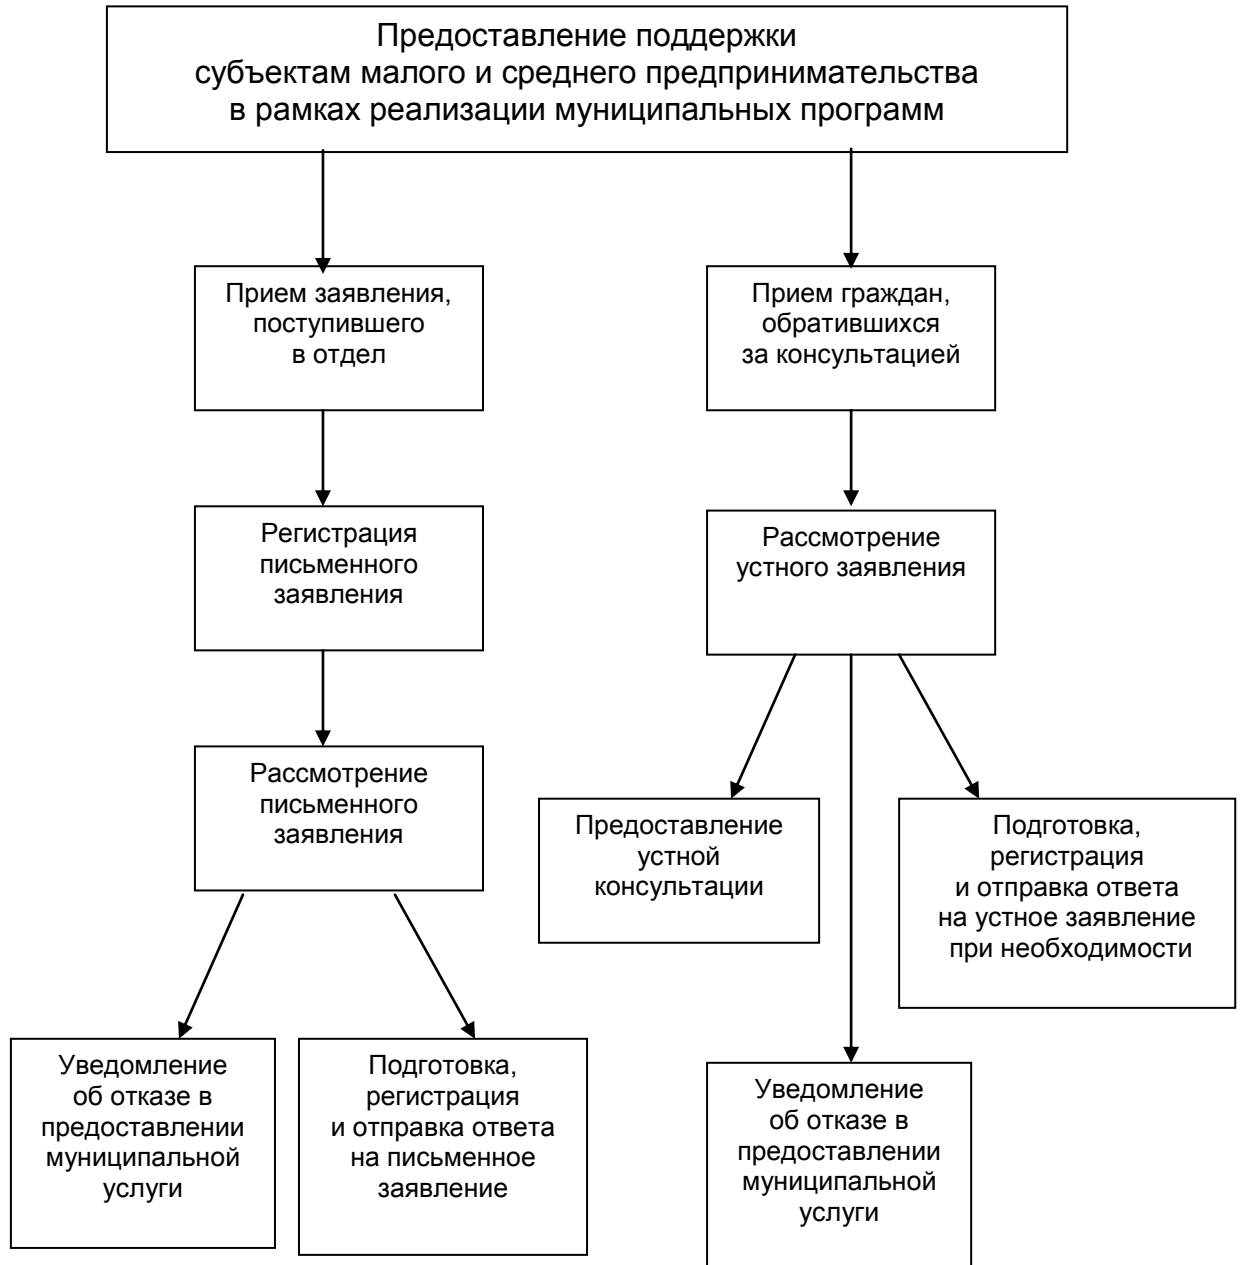 Предоставление поддержки
субъектам малого и среднего предпринимательства
в рамках реализации муниципальных программ
Прием заявления,
поступившего
в отдел
Прием граждан,
обратившихся
за консультацией
Регистрация
письменного
заявления
Рассмотрение
устного заявления
Рассмотрение
письменного
заявления
Предоставление
устной
консультации
Подготовка,
регистрация
и отправка ответа
на устное заявление
при необходимости
Уведомление
об отказе в
предоставлении
муниципальной
услуги
Подготовка,
регистрация
и отправка ответа
на письменное
заявление
Уведомление
об отказе в
предоставлении
муниципальной
услуги